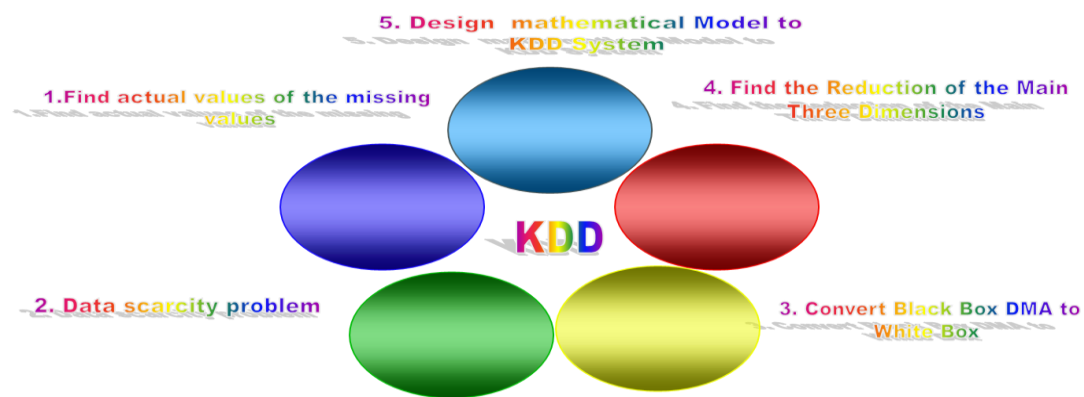 5. Design mathematical Model to
KDD System
1.Find actual values of the missing
values
4. Find the Reduction of the Main
Three Dimensions
KDD
2. Data scarcity problem
3. Convert Black Box DMA to
White Box